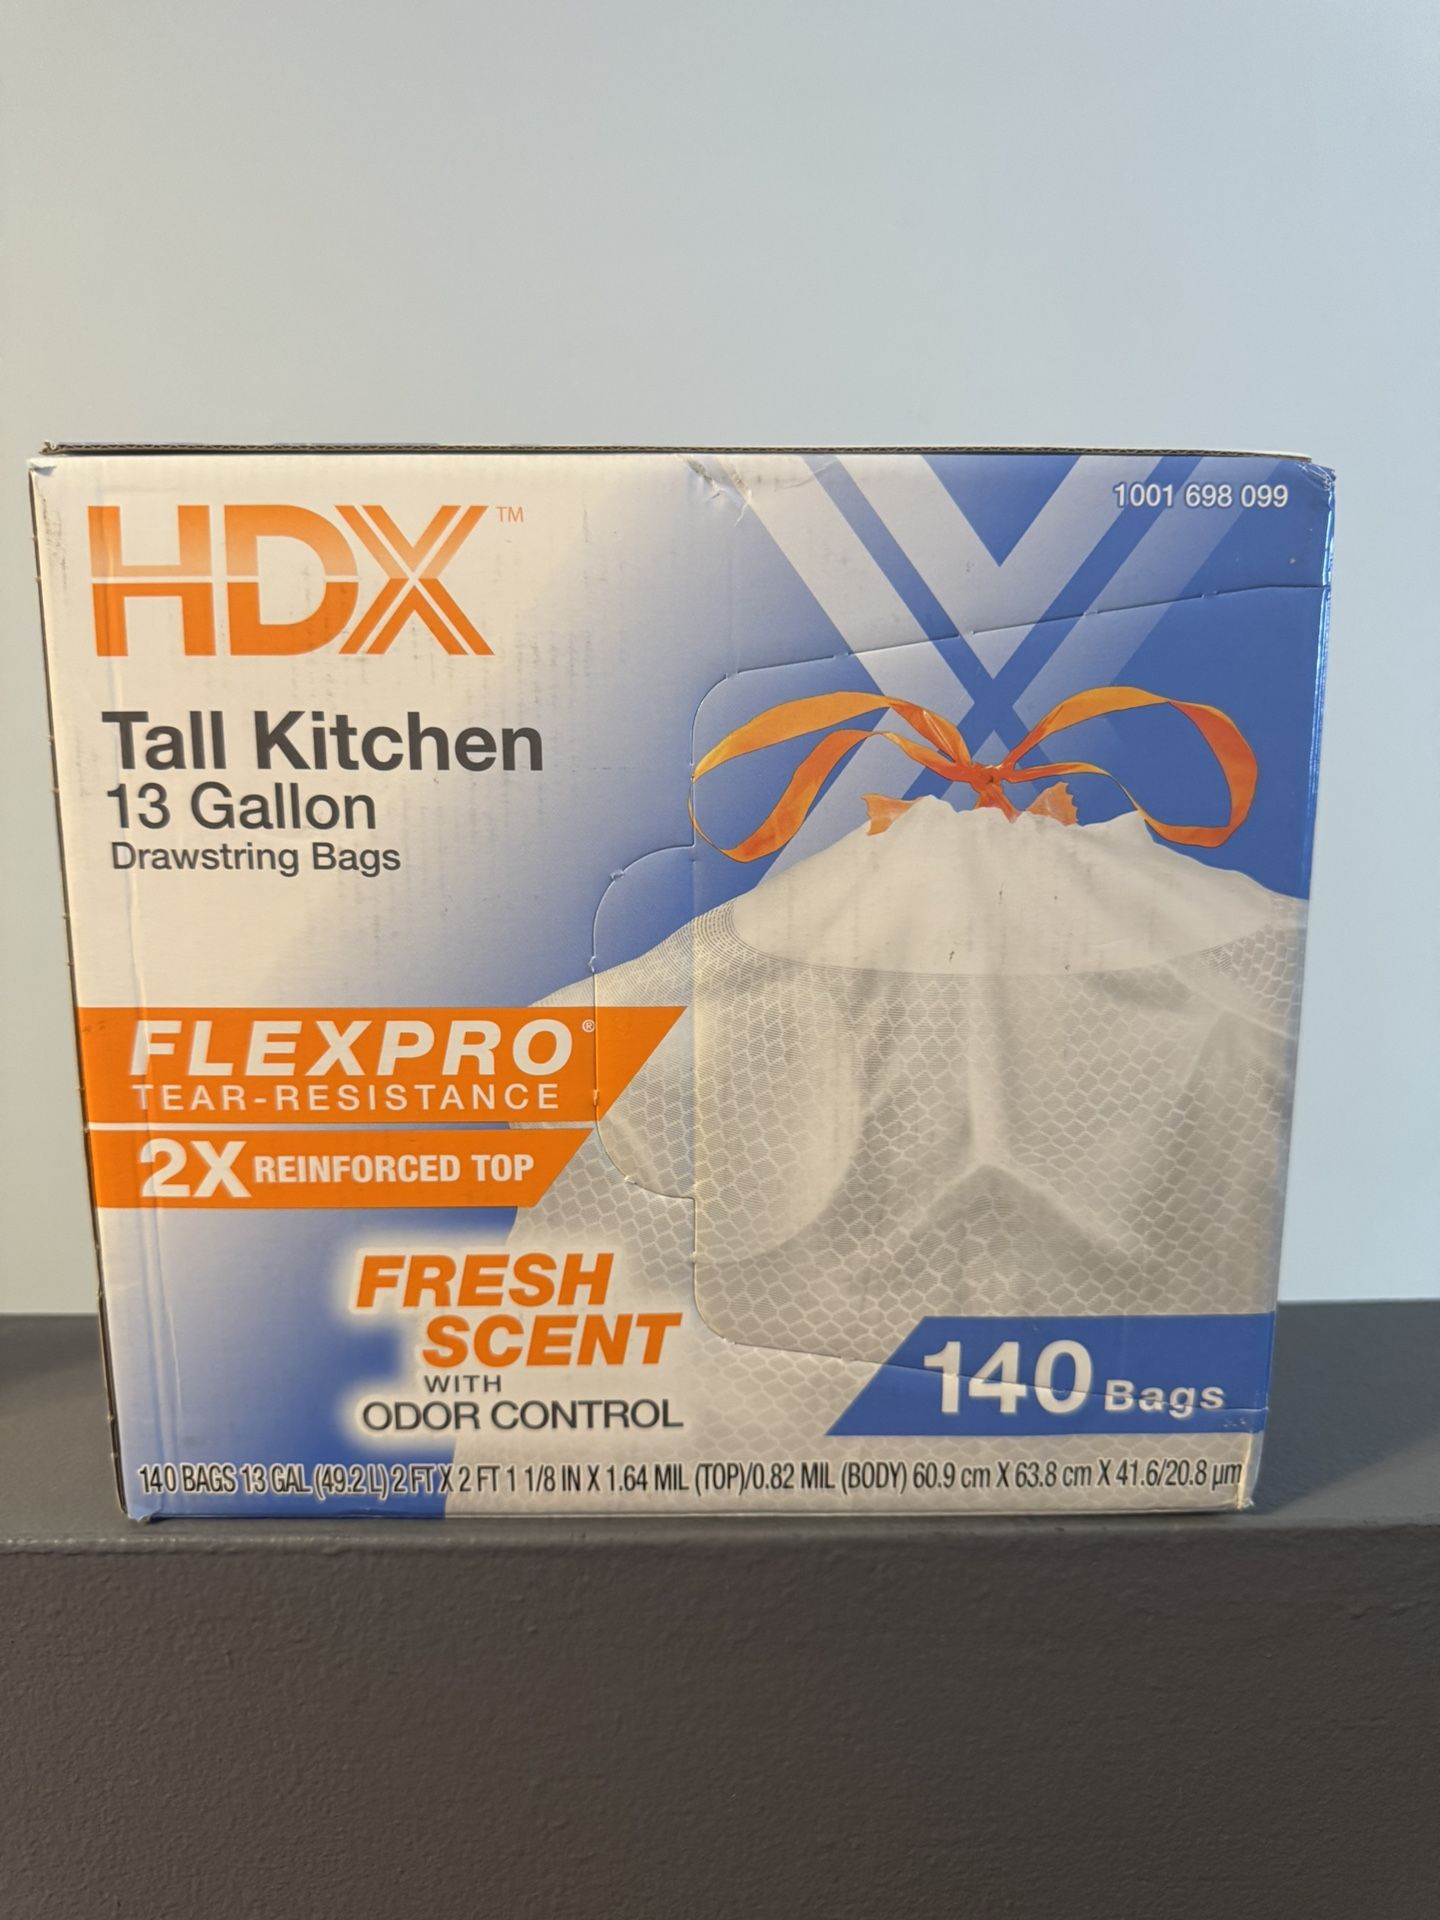 HDX™
1001 698 099
Tall Kitchen
13 Gallon
Drawstring Bags
FLEXPRO®
TEAR-RESISTANCE
2X REINFORCED TOP
FRESH
SCENT
WITH
ODOR CONTROL
140 Bags
140 BAGS 13 GAL (49.2 L) 2 FT X 2 FT 1 1/8 IN X 1.64 MIL (TOP)/0.82 MIL (BODY) 60.9 cm X 63.8 cm X 41.6/20.8 µm